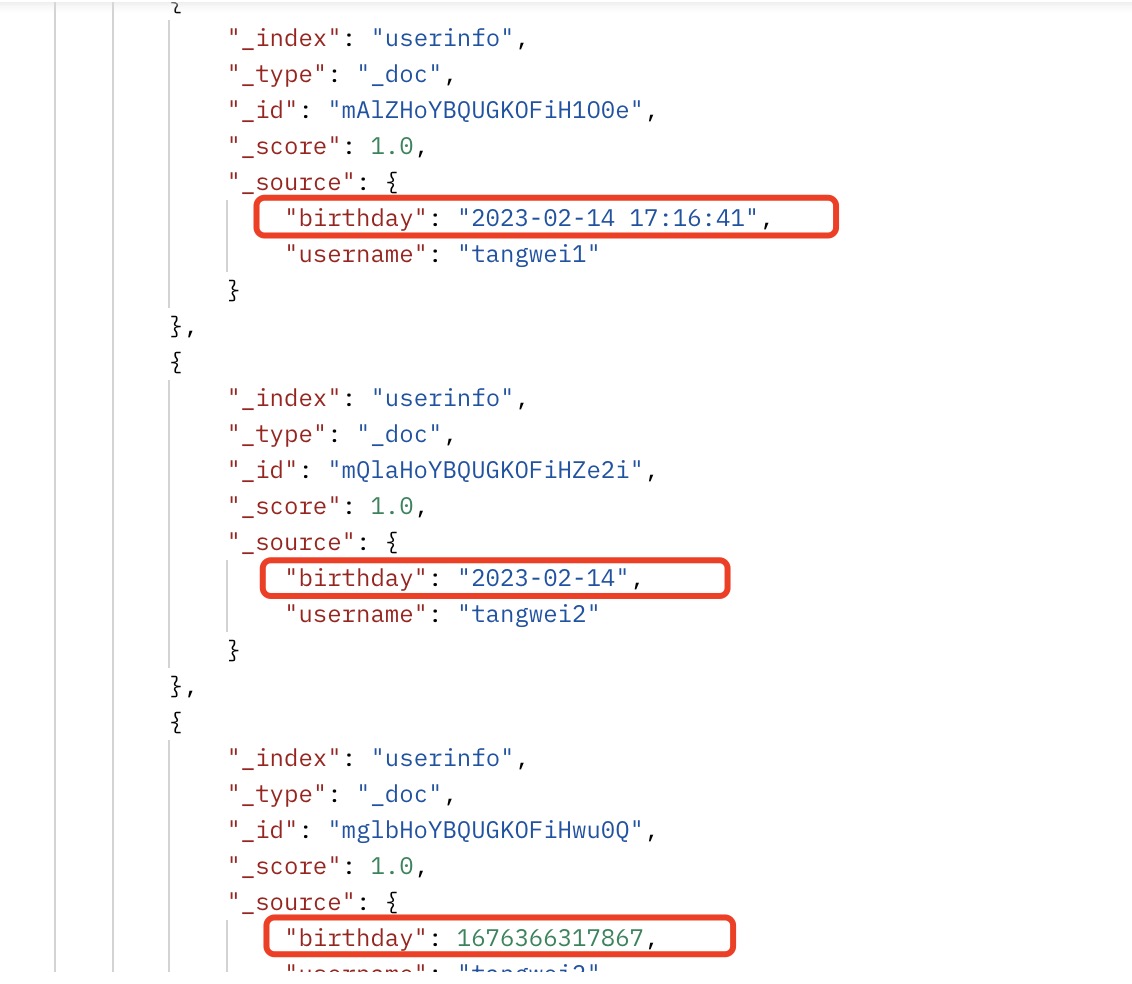 {
"_index": "userinfo",
"_type": "_doc",
"_id": "mAlZHoYBQUGKOFiH1O0e",
"_score": 1.0,
"_source": {
"birthday": "2023-02-14 17:16:41",
"username": "tangwei1"
}
},
{
"_index": "userinfo",
"_type": "_doc",
"_id": "mQlaHoYBQUGKOFiHZe2i",
"_score": 1.0,
"_source": {
"birthday": "2023-02-14",
"username": "tangwei2"
}
},
{
"_index": "userinfo",
"_type": "_doc",
"_id": "mglbHoYBQUGKOFiHwu0Q",
"_score": 1.0,
"_source": {
"birthday": 1676366317867,